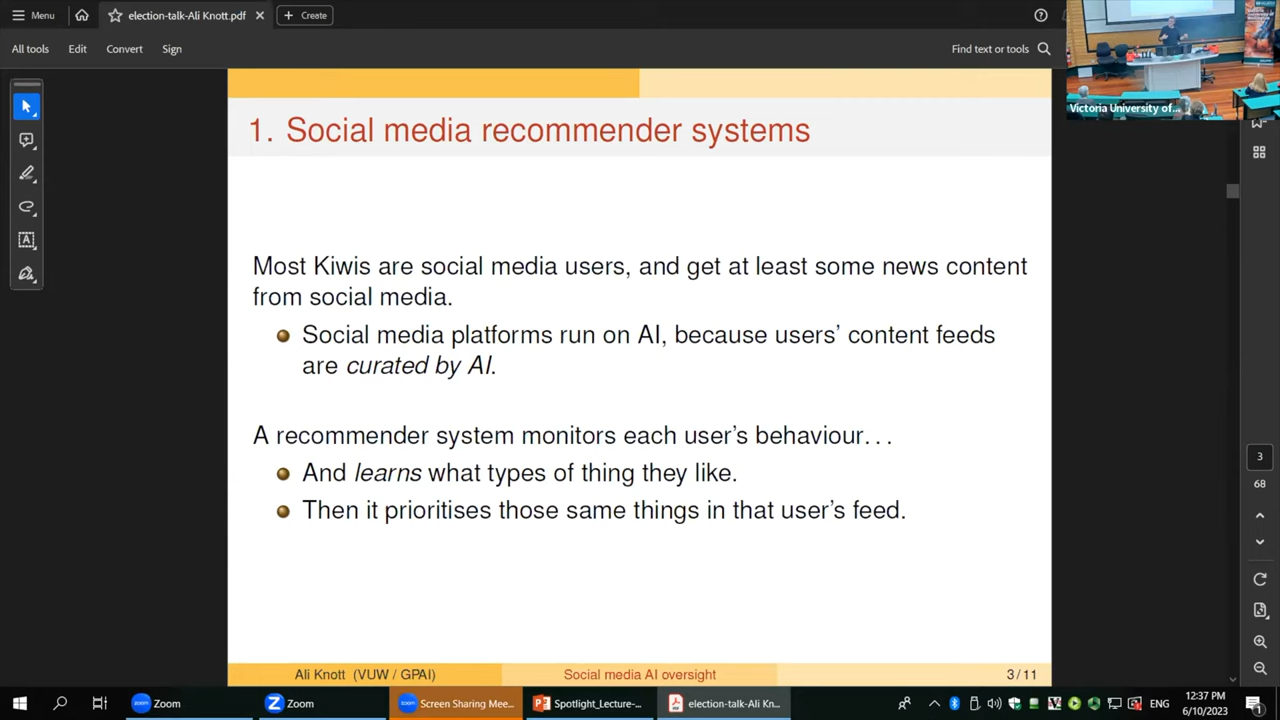 Menu
election-talk-Ali Knott.pdf
Create
All tools
Edit
Convert
Sign
Find text or tools
Victoria University of...
1. Social media recommender systems
Most Kiwis are social media users, and get at least some news content
from social media.
Social media platforms run on AI, because users’ content feeds
are curated by AI.
A recommender system monitors each user’s behaviour. . .
And learns what types of thing they like.
Then it prioritises those same things in that user’s feed.
3
68
Ali Knott (VUW / GPAI)
Social media AI oversight
3 / 11
Zoom
Zoom
Screen Sharing Mee...
Spotlight_Lecture-...
election-talk-Ali Kn...
ENG
12:37 PM
6/10/2023